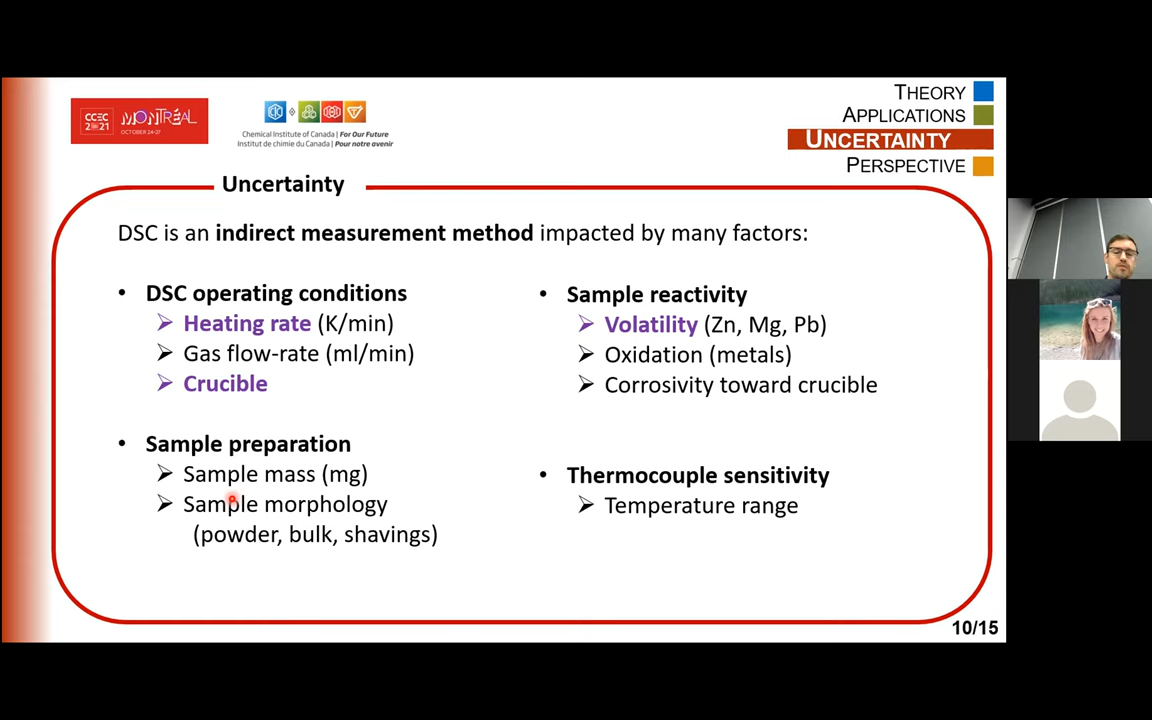 CCEC
2021
MONTRÉAL
OCTOBER 24-27
Chemical Institute of Canada | For Our Future
Institut de chimie du Canada | Pour notre avenir
THEORY
APPLICATIONS
UNCERTAINTY
PERSPECTIVE
Uncertainty
DSC is an indirect measurement method impacted by many factors:
• DSC operating conditions
➢ Heating rate (K/min)
➢ Gas flow-rate (ml/min)
➢ Crucible
• Sample preparation
➢ Sample mass (mg)
➢ Sample morphology
(powder, bulk, shavings)
• Sample reactivity
➢ Volatility (Zn, Mg, Pb)
➢ Oxidation (metals)
➢ Corrosivity toward crucible
• Thermocouple sensitivity
➢ Temperature range
10/15